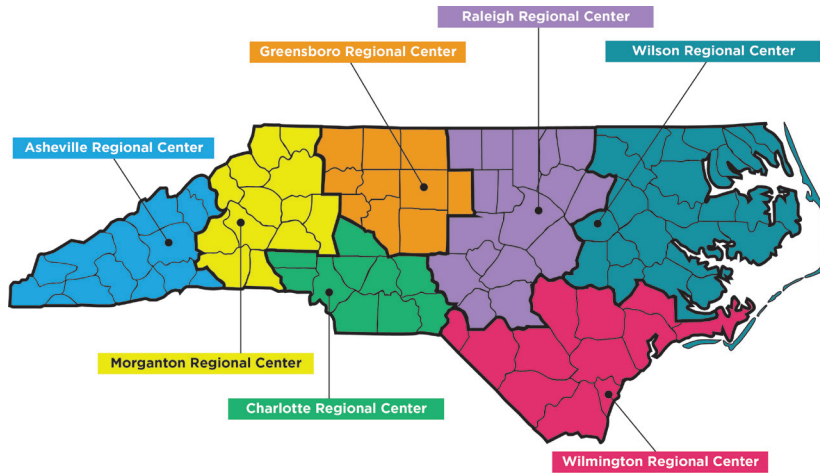 Raleigh Regional Center
Greensboro Regional Center
Wilson Regional Center
Asheville Regional Center
Morganton Regional Center
Charlotte Regional Center
Wilmington Regional Center